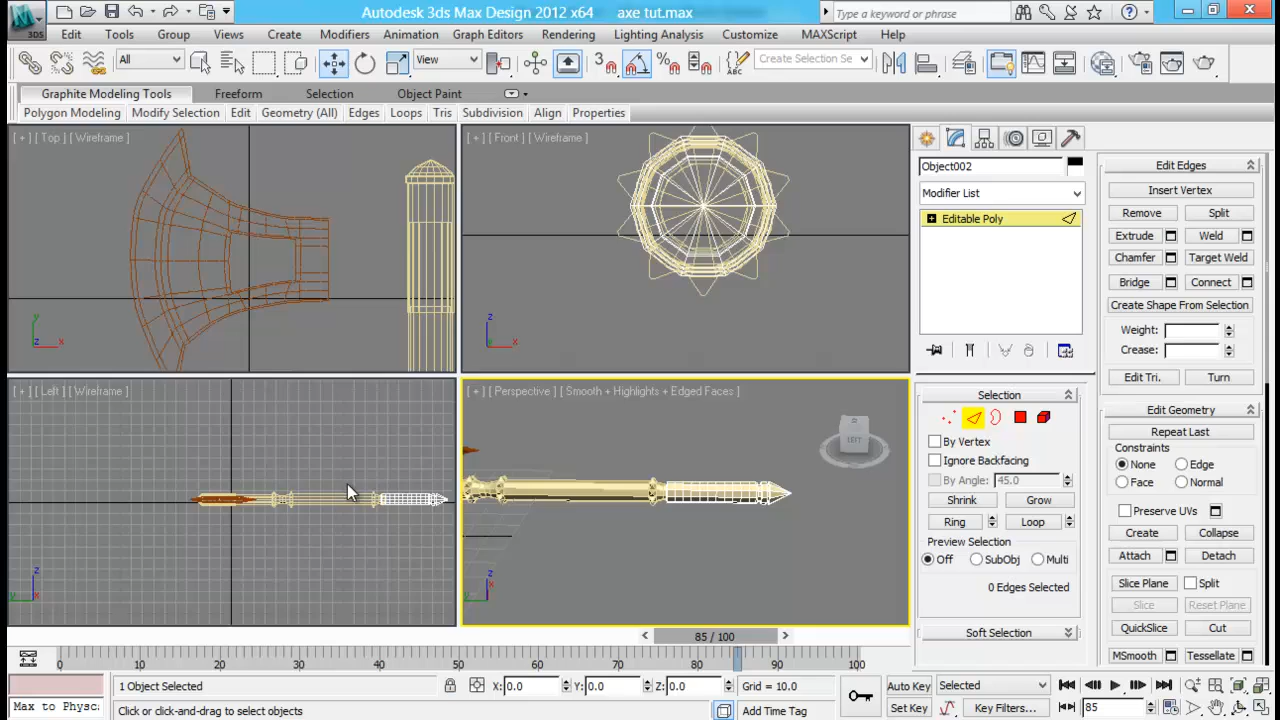 Autodesk 3ds Max Design 2012 x64 axe tut.max
Type a keyword or phrase
3DS
Edit Tools Group Views Create Modifiers Animation Graph Editors Rendering Lighting Analysis Customize MAXScript Help
All View 3 Create Selection Se
Graphite Modeling Tools Freeform Selection Object Paint
Polygon Modeling Modify Selection Edit Geometry (All) Edges Loops Tris Subdivision Align Properties
[ + ] [ Top ] [ Wireframe ]
y
z x
[ + ] [ Front ] [ Wireframe ]
z
x
[ + ] [ Left ] [ Wireframe ]
z
y x
[ + ] [ Perspective ] [ Smooth + Highlights + Edged Faces ]
LEFT
z
x
Object002
Modifier List
Editable Poly
Selection
By Vertex
Ignore Backfacing
By Angle: 45.0
Shrink Grow
Ring Loop
Preview Selection
Off SubObj Multi
0 Edges Selected
Soft Selection
Edit Edges
Insert Vertex
Remove Split
Extrude Weld
Chamfer Target Weld
Bridge Connect
Create Shape From Selection
Weight:
Crease:
Edit Tri. Turn
Edit Geometry
Repeat Last
Constraints
None Edge
Face Normal
Preserve UVs
Create Collapse
Attach Detach
Slice Plane Split
Slice Reset Plane
QuickSlice Cut
MSmooth Tessellate
85 / 100
0 10 20 30 40 50 60 70 80 90 100
1 Object Selected X: 0.0 Y: 0.0 Z: 0.0 Grid = 10.0 Auto Key Selected
Max to Physc Click or click-and-drag to select objects Add Time Tag Set Key Key Filters... 85